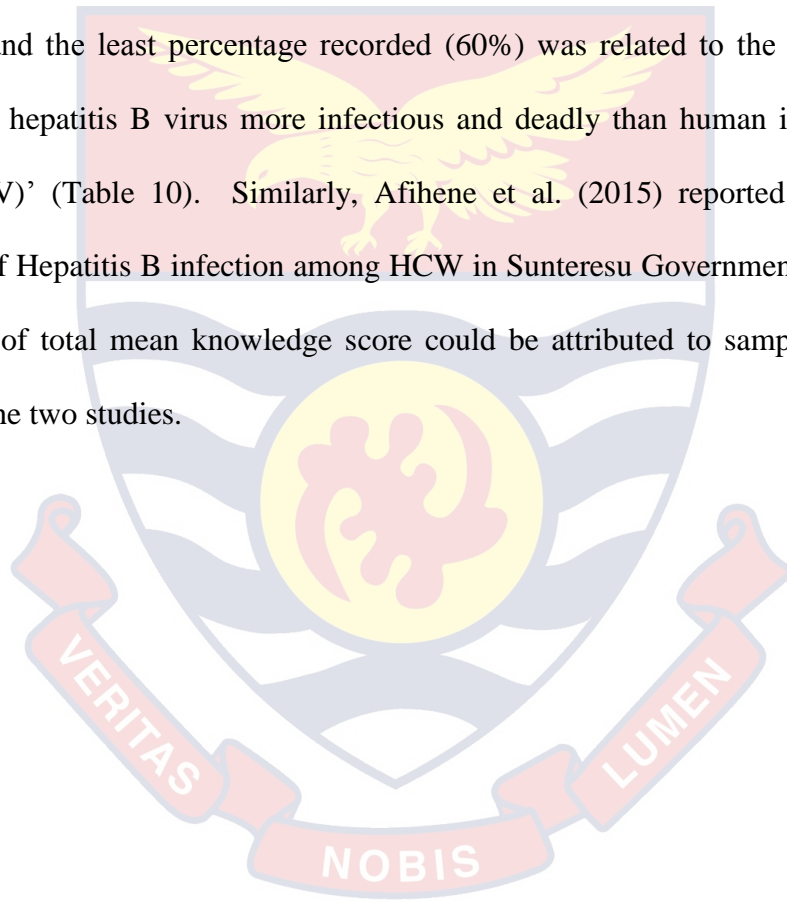 and the least percentage recorded (60%) was related to the
hepatitis B virus more infectious and deadly than human i
V)’ (Table 10). Similarly, Afihene et al. (2015) reported
f Hepatitis B infection among HCW in Sunteresu Governmen
of total mean knowledge score could be attributed to samp
he two studies.
VERITAS
NOBIS
LUMEN